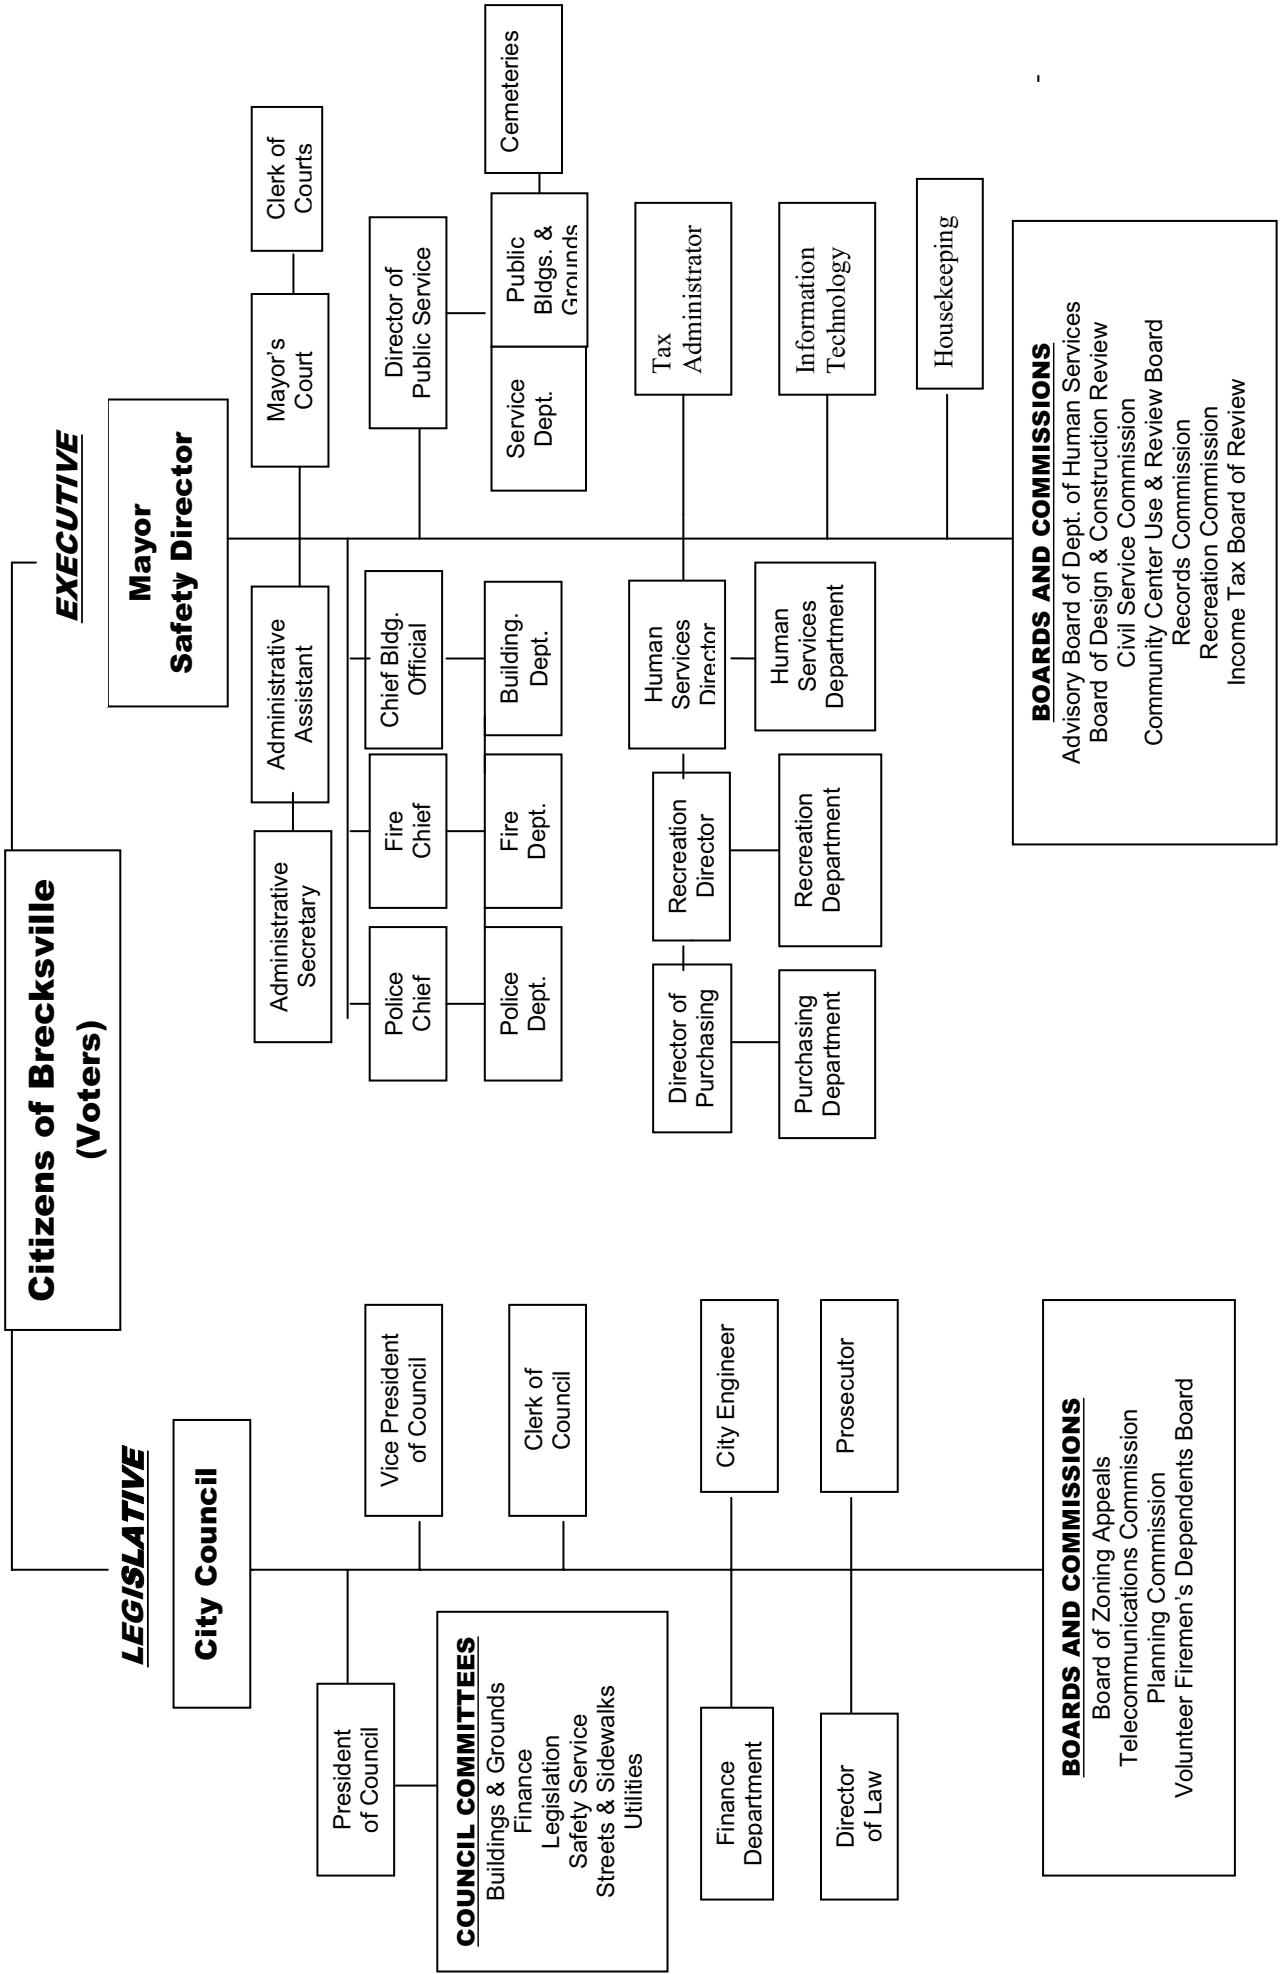 Citizens of Brecksville
(Voters)
LEGISLATIVE
City Council
President
of Council
Vice President
of Council
COUNCIL COMMITTEES
Buildings & Grounds
Finance
Legislation
Safety Service
Streets & Sidewalks
Utilities
Clerk of
Council
Finance
Department
City Engineer
Director
of Law
Prosecutor
BOARDS AND COMMISSIONS
Board of Zoning Appeals
Telecommunications Commission
Planning Commission
Volunteer Firemen's Dependents Board
EXECUTIVE
Mayor
Safety Director
Administrative
Secretary
Administrative
Assistant
Mayor's
Court
Clerk of
Courts
Police
Chief
Fire
Chief
Chief Bldg.
Official
Director of
Public Service
Police
Dept.
Fire
Dept.
Building.
Dept.
Service
Dept.
Public
Bldgs. &
Grounds
Cemeteries
Director of
Purchasing
Recreation
Director
Human
Services
Director
Tax
Administrator
Purchasing
Department
Recreation
Department
Human
Services
Department
Information
Technology
Housekeeping
BOARDS AND COMMISSIONS
Advisory Board of Dept. of Human Services
Board of Design & Construction Review
Civil Service Commission
Community Center Use & Review Board
Records Commission
Recreation Commission
Income Tax Board of Review
-